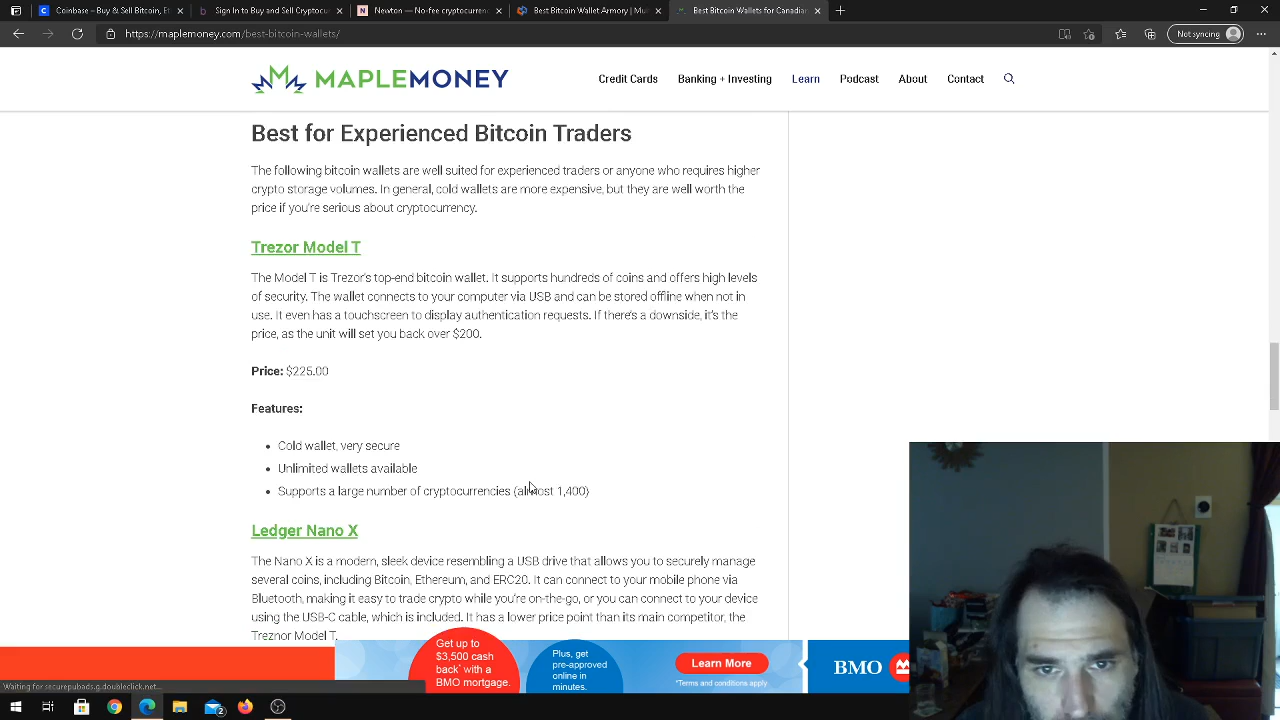 Coinbase – Buy & Sell Bitcoin, Et
Sign In to Buy and Sell Cryptocur
Newton — No-fee cryptocurrenc
Best Bitcoin Wallet Armory | Mul
Best Bitcoin Wallets for Canadian
https://maplemoney.com/best-bitcoin-wallets/
Not syncing
MAPLEMONEY
Credit Cards
Banking + Investing
Learn
Podcast
About
Contact
Best for Experienced Bitcoin Traders
The following bitcoin wallets are well suited for experienced traders or anyone who requires higher
crypto storage volumes. In general, cold wallets are more expensive, but they are well worth the
price if you're serious about cryptocurrency.
Trezor Model T
The Model T is Trezor's top-end bitcoin wallet. It supports hundreds of coins and offers high levels
of security. The wallet connects to your computer via USB and can be stored offline when not in
use. It even has a touchscreen to display authentication requests. If there's a downside, it's the
price, as the unit will set you back over $200.
Price: $225.00
Features:
• Cold wallet, very secure
• Unlimited wallets available
• Supports a large number of cryptocurrencies (almost 1,400)
Ledger Nano X
The Nano X is a modern, sleek device resembling a USB drive that allows you to securely manage
several coins, including Bitcoin, Ethereum, and ERC20. It can connect to your mobile phone via
Bluetooth, making it easy to trade crypto while you're on-the-go, or you can connect to your device
using the USB-C cable, which is included. It has a lower price point than its main competitor, the
Treznor Model T.
Get up to
$3,500 cash
back* with a
BMO mortgage.
Plus, get
pre-approved
online in
minutes.
Learn More
*Terms and conditions apply
BMO
Waiting for securepubads.g.doubleclick.net...
2